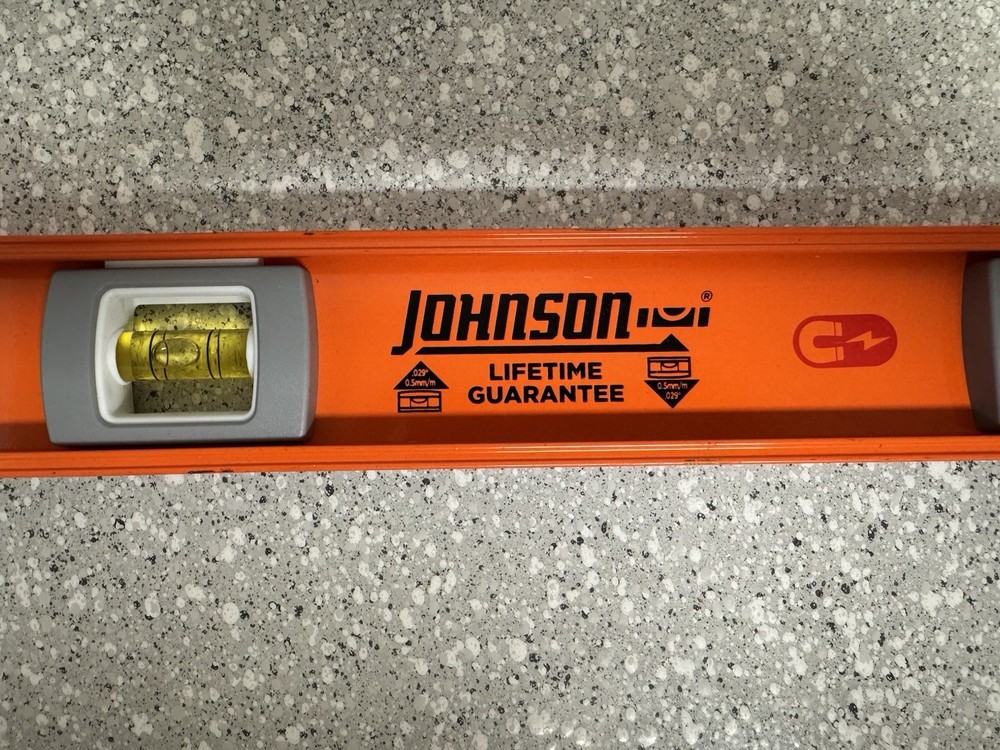 JOHNSON®
LIFETIME
GUARANTEE
.029°
0.5mm/m
0.5mm/m
.029°